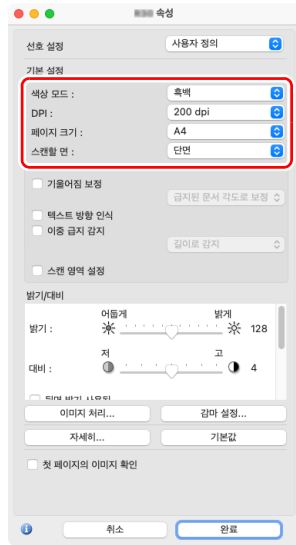 속성
선호 설정
사용자 정의
기본 설정
색상 모드 : 흑백
DPI : 200 dpi
페이지 크기 : A4
스캔할 면 : 단면
기울어짐 보정
급지된 문서 각도로 보정
텍스트 방향 인식
이중 급지 감지
길이로 감지
스캔 영역 설정
밝기/대비
어둡게 밝게
밝기 : 128
저 고
대비 : 4
이미지 처리... 감마 설정...
자세히... 기본값
첫 페이지의 이미지 확인
취소 완료